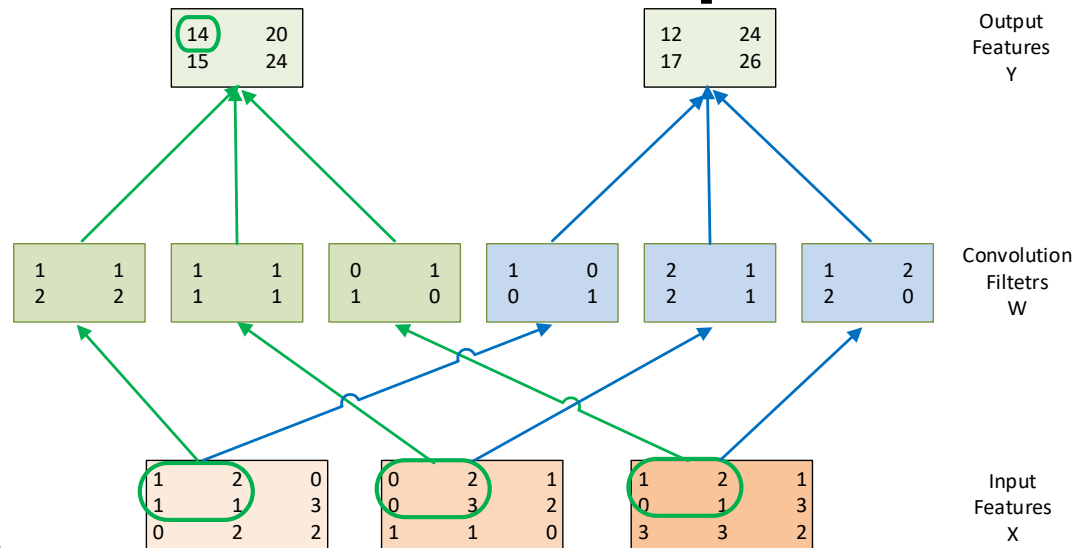 14 20
15 24
12 24
17 26
Output
Features
Y
1 1
2 2
1 1
1 1
0 1
1 0
1 0
0 1
2 1
2 1
1 2
2 0
Convolution
Filtetrs
W
1 2 0
1 1 3
0 2 2
0 2 1
0 3 2
1 1 0
1 2 1
0 1 3
3 3 2
Input
Features
X